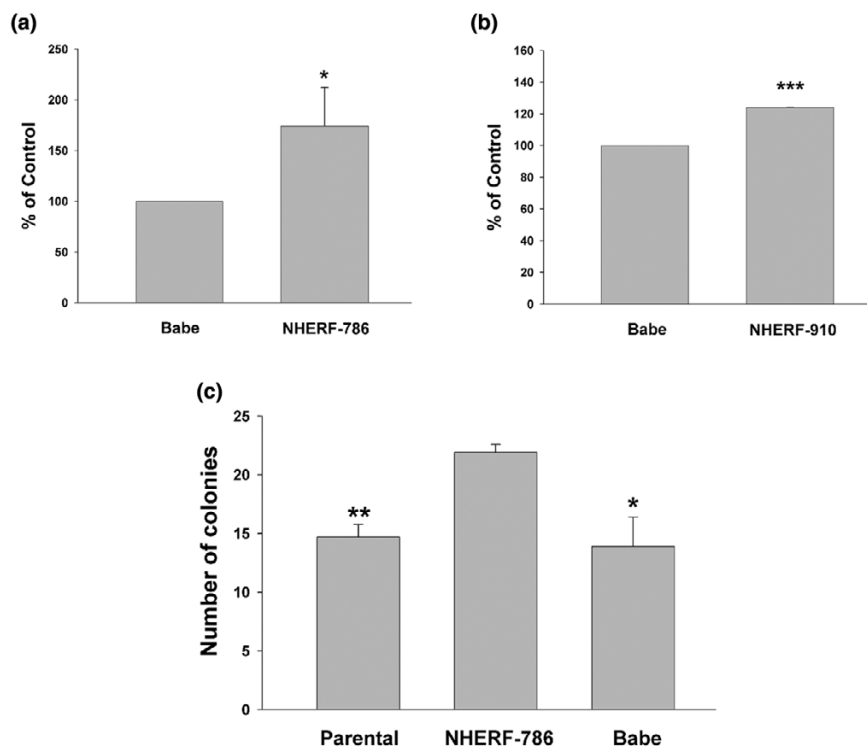 (a)
250
200
150
100
50
0
% of Control
*
Babe NHERF-786
(b)
160
140
120
100
80
60
40
20
0
% of Control
***
Babe NHERF-910
(c)
25
20
15
10
5
0
Number of colonies
** *
Parental NHERF-786 Babe